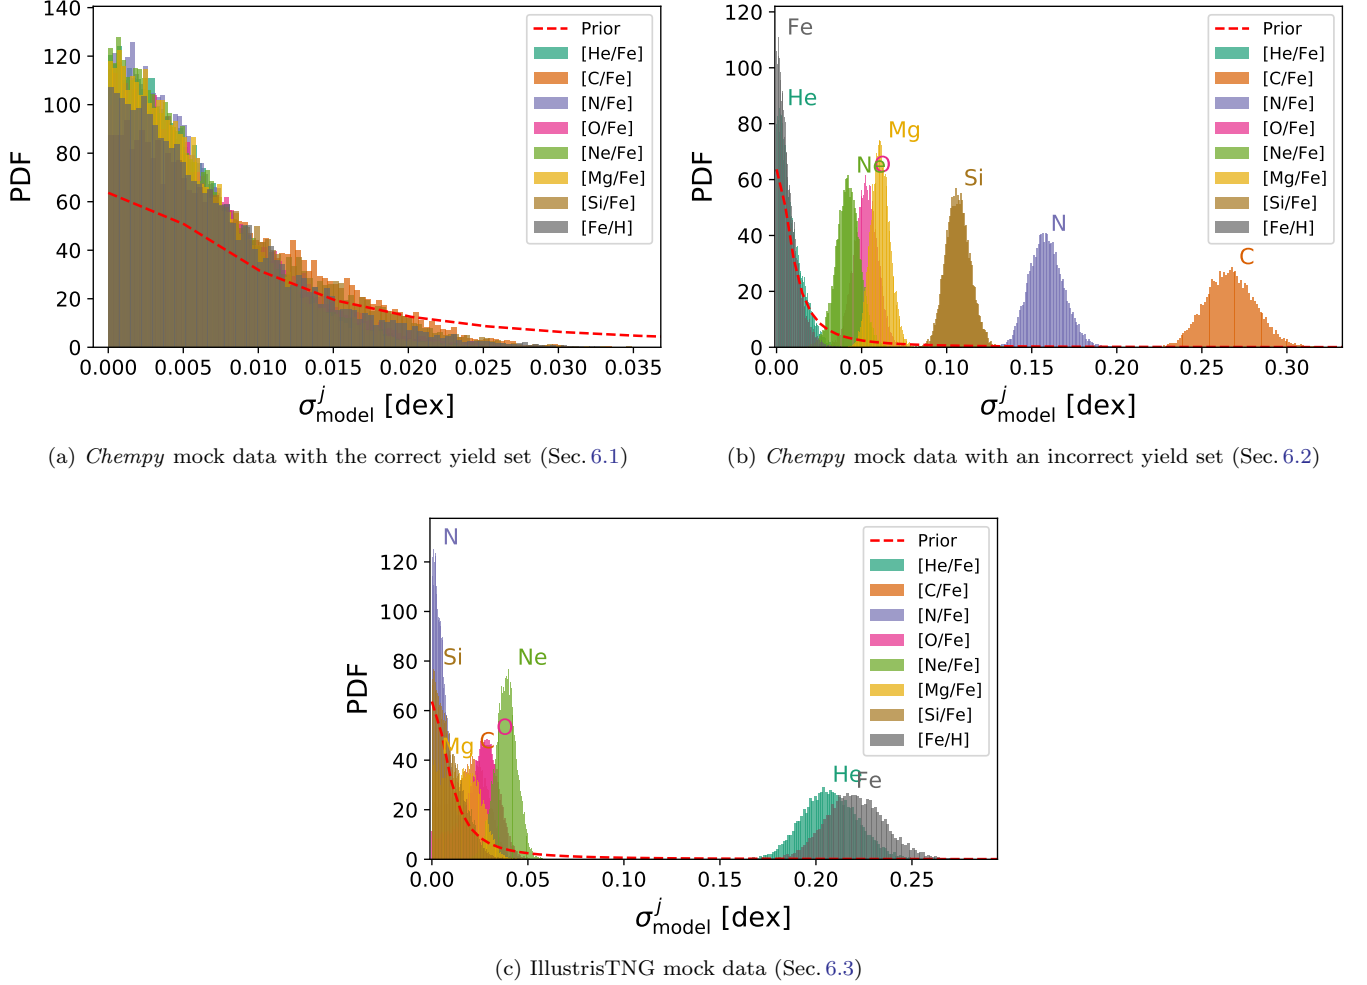 140
120
100
80
60
40
20
0
PDF
0.000 0.005 0.010 0.015 0.020 0.025 0.030 0.035
σ^j_model [dex]
Prior
[He/Fe]
[C/Fe]
[N/Fe]
[O/Fe]
[Ne/Fe]
[Mg/Fe]
[Si/Fe]
[Fe/H]
(a) Chempy mock data with the correct yield set (Sec. 6.1)
120
100
80
60
40
20
0
PDF
Fe
He
Ne
O
Mg
Si
N
C
0.00 0.05 0.10 0.15 0.20 0.25 0.30
σ^j_model [dex]
Prior
[He/Fe]
[C/Fe]
[N/Fe]
[O/Fe]
[Ne/Fe]
[Mg/Fe]
[Si/Fe]
[Fe/H]
(b) Chempy mock data with an incorrect yield set (Sec. 6.2)
120
100
80
60
40
20
0
PDF
N
Si
Mg
C
O
Ne
He
Fe
0.00 0.05 0.10 0.15 0.20 0.25
σ^j_model [dex]
Prior
[He/Fe]
[C/Fe]
[N/Fe]
[O/Fe]
[Ne/Fe]
[Mg/Fe]
[Si/Fe]
[Fe/H]
(c) IllustrisTNG mock data (Sec. 6.3)